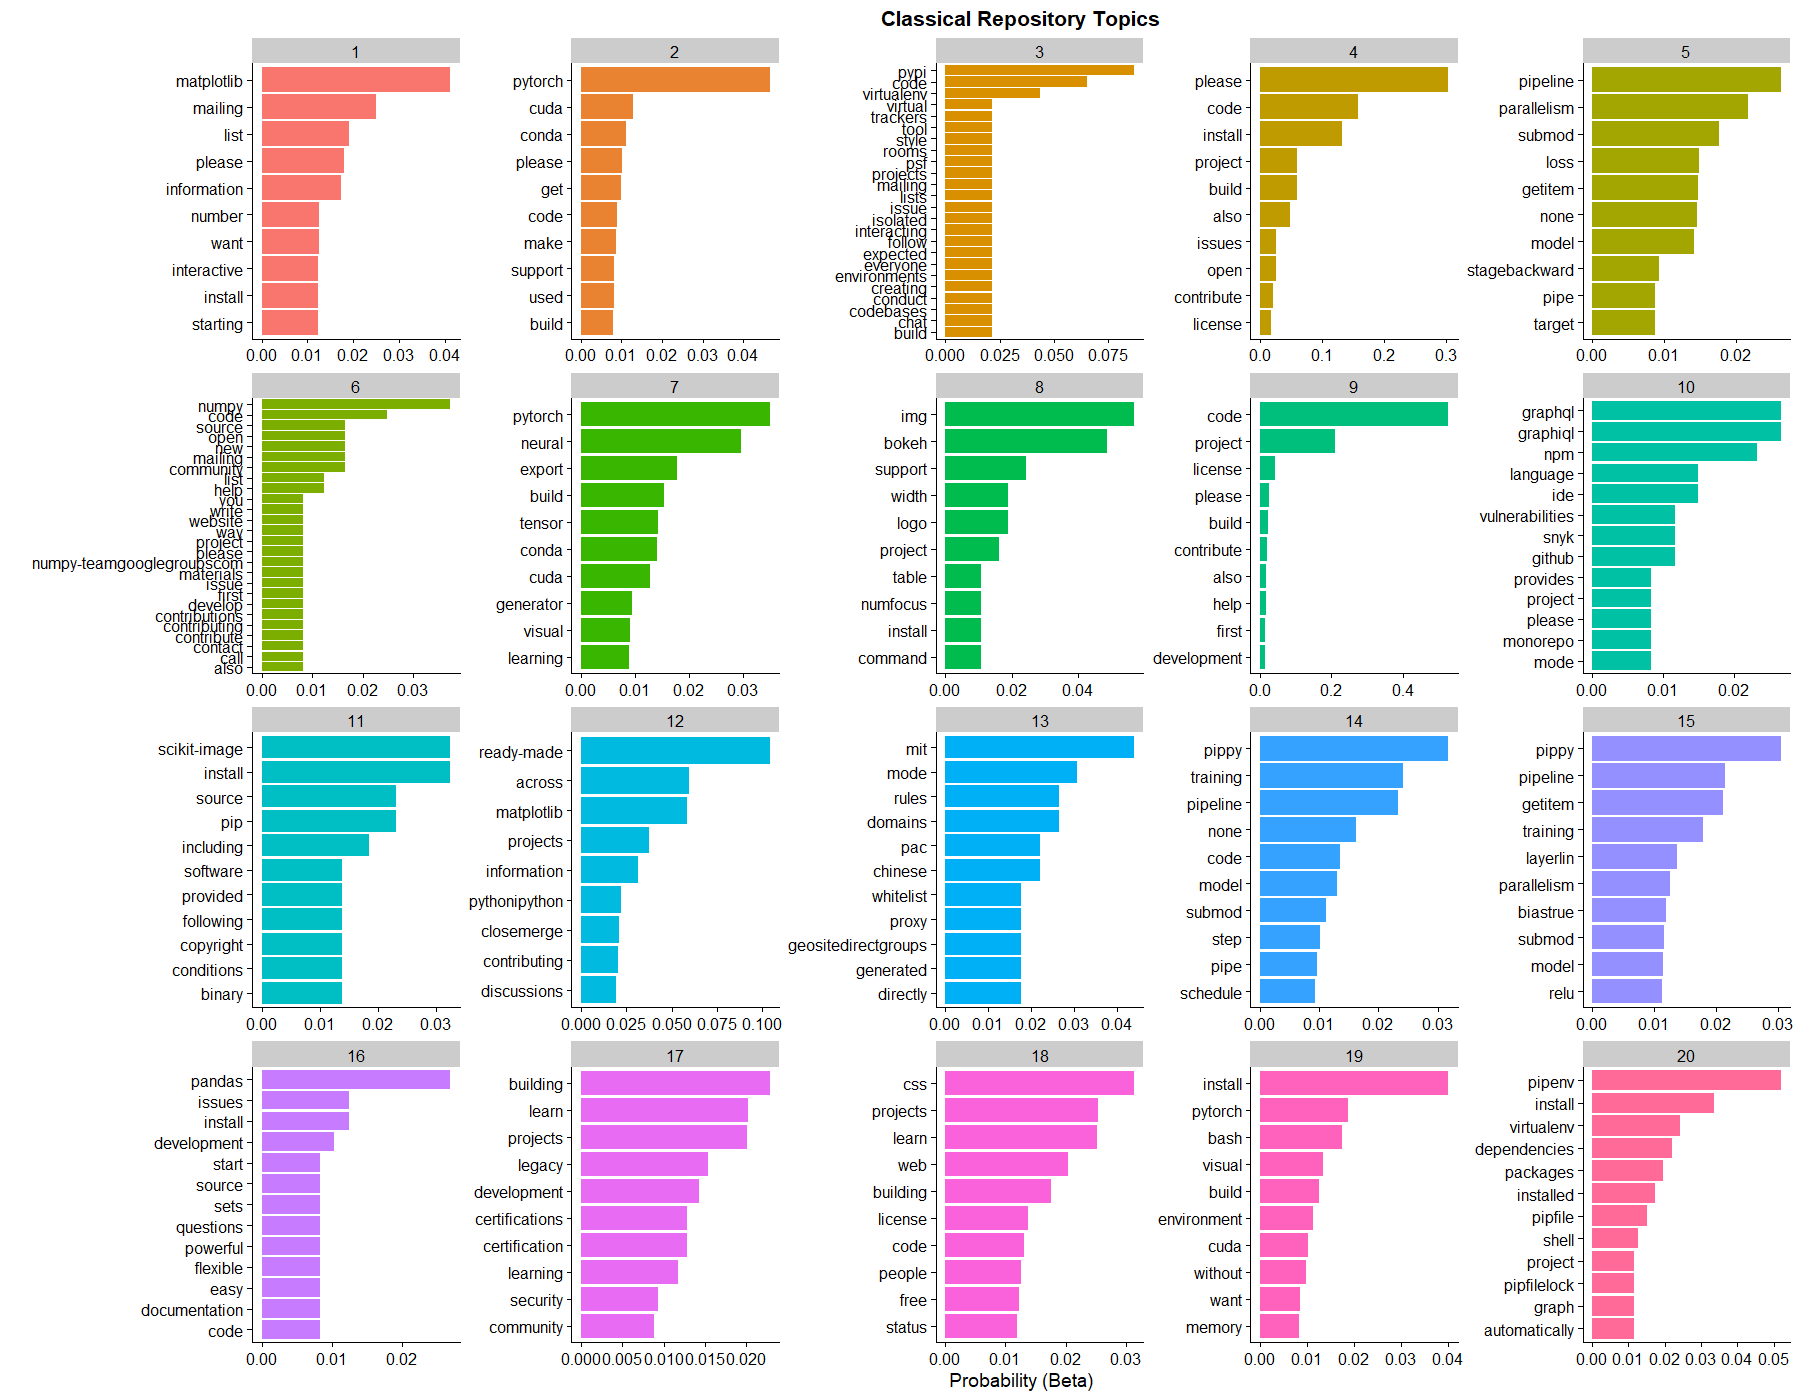 Classical Repository Topics
1
matplotlib
mailing
list
please
information
number
want
interactive
install
starting
0.00 0.01 0.02 0.03 0.04
2
pytorch
cuda
conda
please
get
code
make
support
used
build
0.00 0.01 0.02 0.03 0.04
3
pypi
code
virtualenv
virtual
trackers
tool
style
rooms
psf
projects
mailing
lists
issue
isolated
interacting
follow
expected
everyone
environments
creating
conduct
codebases
chat
build
0.000 0.025 0.050 0.075
4
please
code
install
project
build
also
issues
open
contribute
license
0.0 0.1 0.2 0.3
5
pipeline
parallelism
submod
loss
getitem
none
model
stagebackward
pipe
target
0.00 0.01 0.02
6
numpy
code
source
open
new
mailing
community
list
help
you
write
website
way
project
please
numpy-teamgooglegroupscom
materials
issue
first
develop
contributions
contributing
contribute
contact
call
also
0.00 0.01 0.02 0.03
7
pytorch
neural
export
build
tensor
conda
cuda
generator
visual
learning
0.00 0.01 0.02 0.03
8
img
bokeh
support
width
logo
project
table
numfocus
install
command
0.00 0.02 0.04
9
code
project
license
please
build
contribute
also
help
first
development
0.0 0.2 0.4
10
graphql
graphiql
npm
language
ide
vulnerabilities
snyk
github
provides
project
please
monorepo
mode
0.00 0.01 0.02
11
scikit-image
install
source
pip
including
software
provided
following
copyright
conditions
binary
0.00 0.01 0.02 0.03
12
ready-made
across
matplotlib
projects
information
pythonipython
closemerge
contributing
discussions
0.000 0.025 0.050 0.075 0.100
13
mit
mode
rules
domains
pac
chinese
whitelist
proxy
geositedirectgroups
generated
directly
0.00 0.01 0.02 0.03 0.04
14
pippy
training
pipeline
none
code
model
submod
step
pipe
schedule
0.00 0.01 0.02 0.03
15
pippy
pipeline
getitem
training
layerlin
parallelism
biastrue
submod
model
relu
0.00 0.01 0.02 0.03
16
pandas
issues
install
development
start
source
sets
questions
powerful
flexible
easy
documentation
code
0.00 0.01 0.02
17
building
learn
projects
legacy
development
certifications
certification
learning
security
community
0.000 0.005 0.010 0.015 0.020
18
css
projects
learn
web
building
license
code
people
free
status
0.00 0.01 0.02 0.03
19
install
pytorch
bash
visual
build
environment
cuda
without
want
memory
0.00 0.01 0.02 0.03 0.04
20
pipenv
install
virtualenv
dependencies
packages
installed
pipfile
shell
project
pipfilelock
graph
automatically
0.00 0.01 0.02 0.03 0.04 0.05
Probability (Beta)